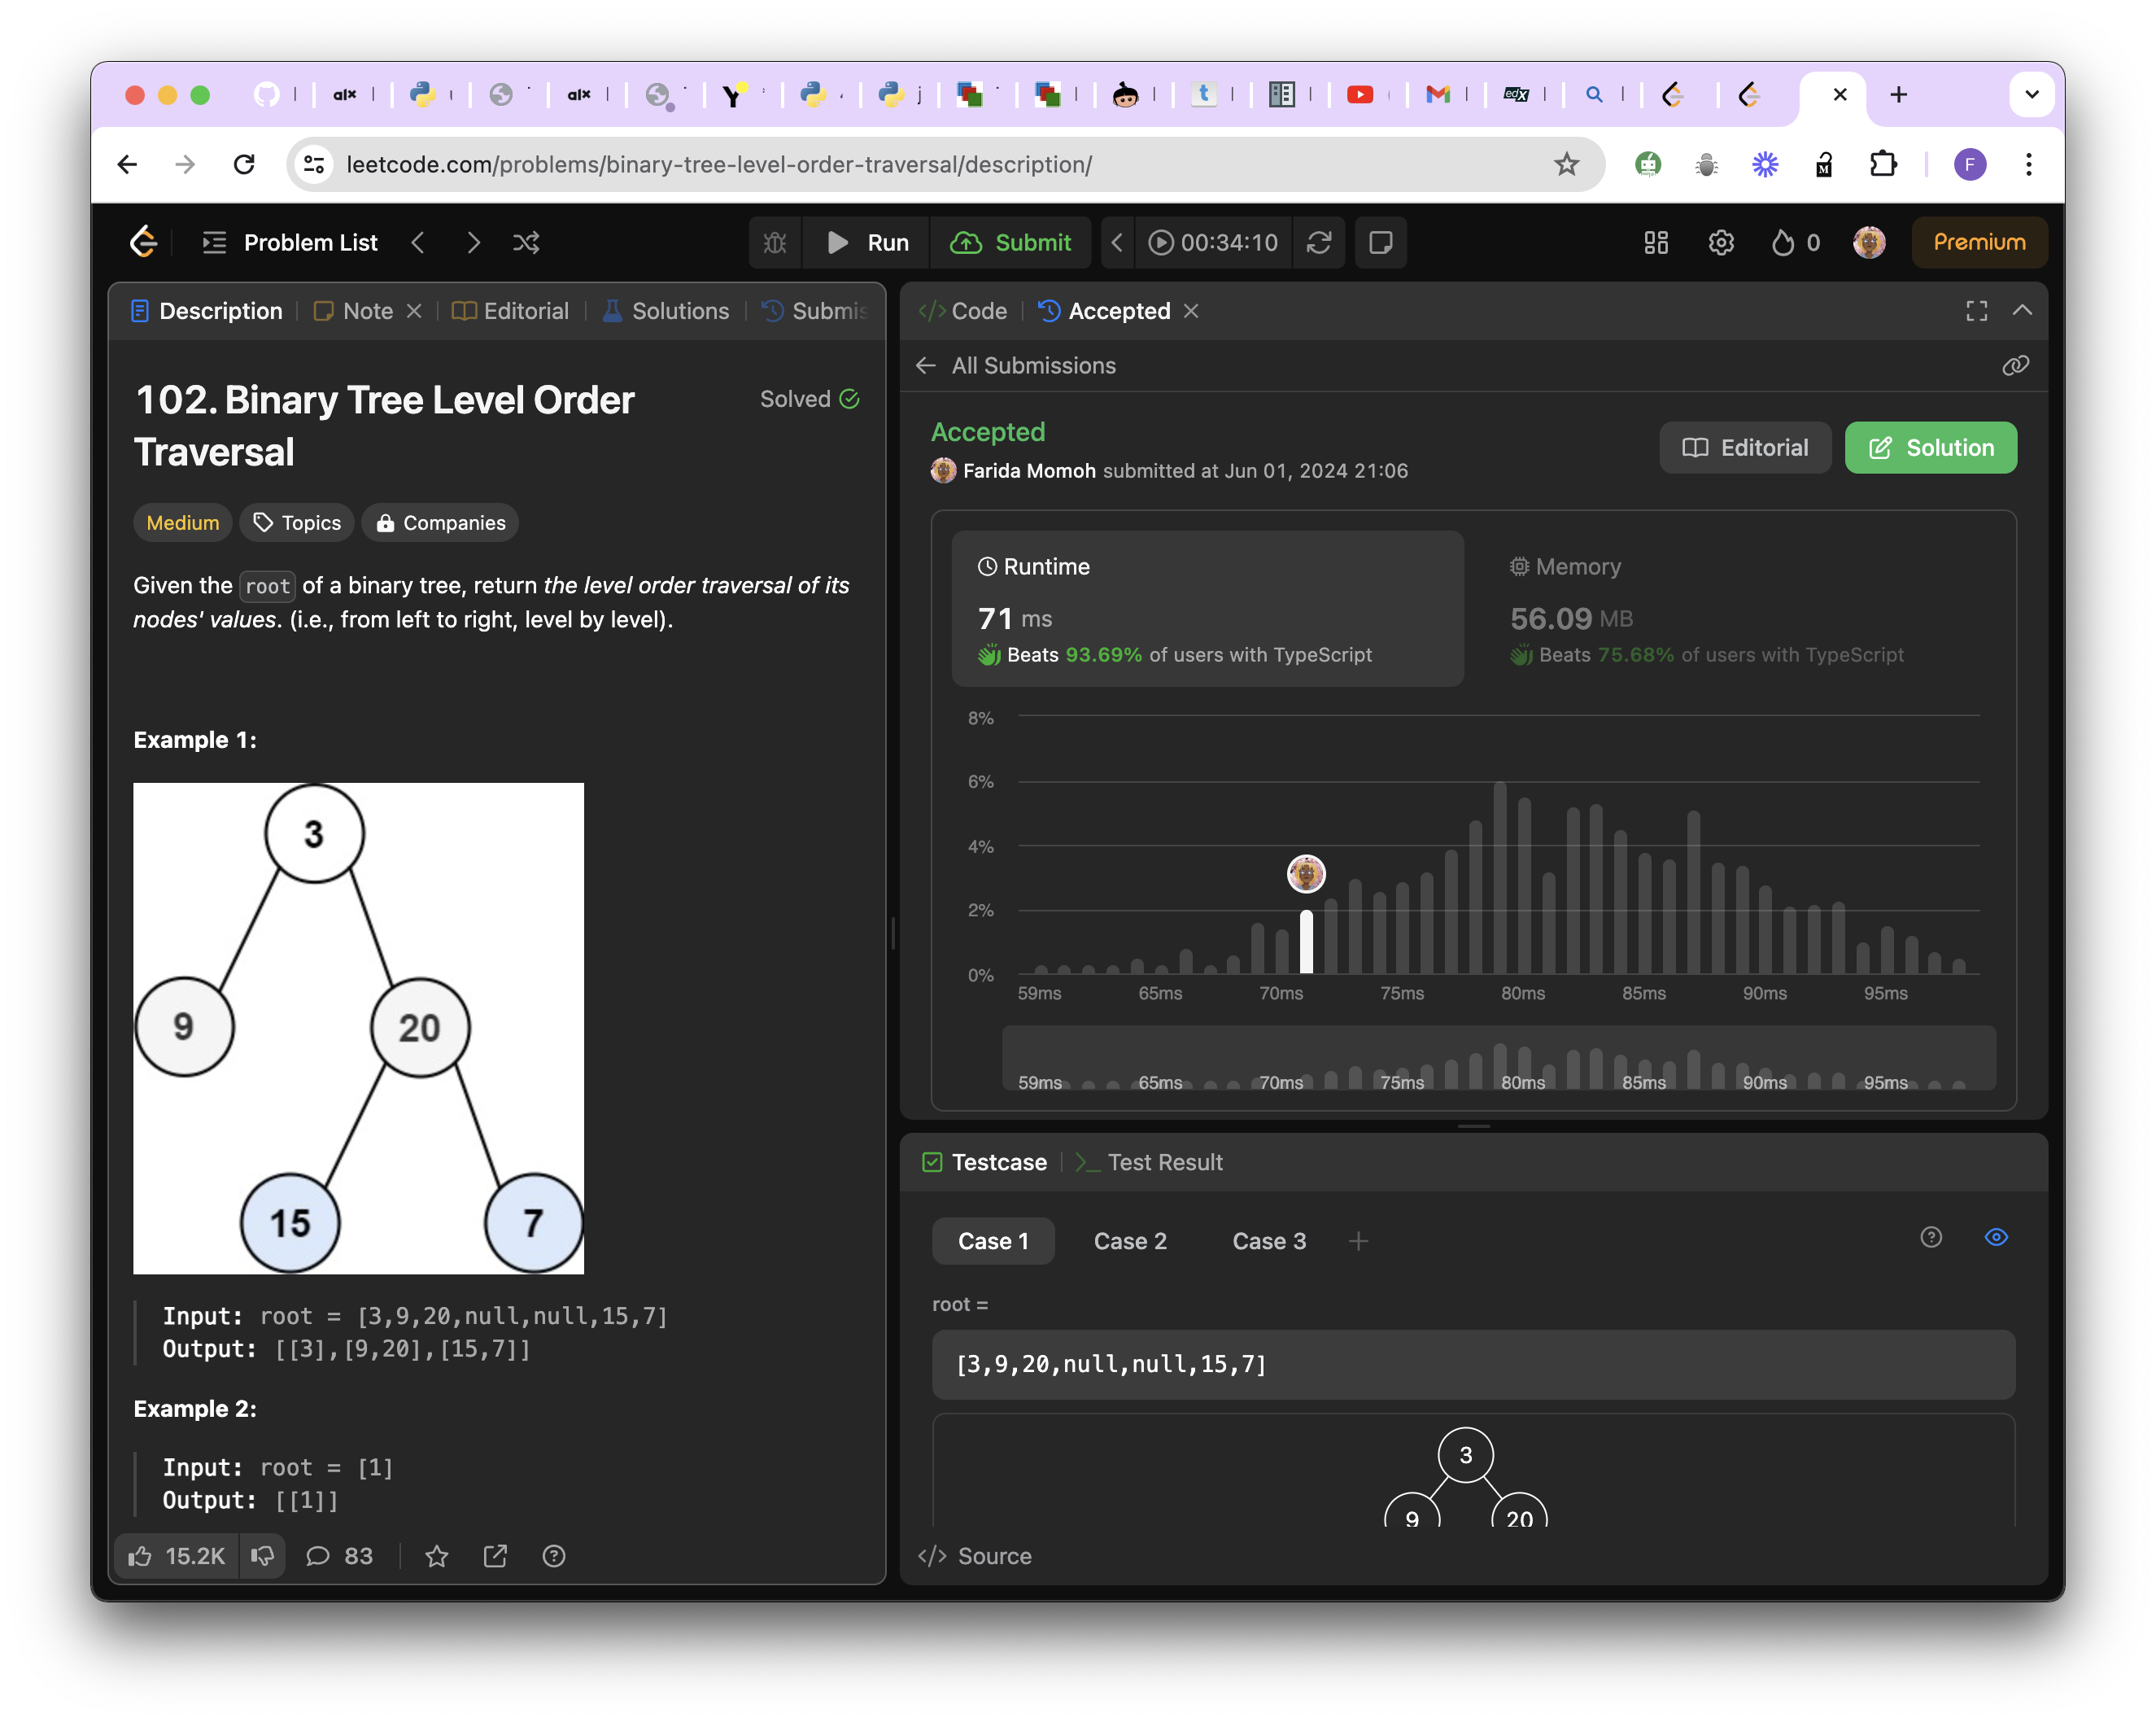 leetcode.com/problems/binary-tree-level-order-traversal/description/
F
Problem List
Run
Submit
00:34:10
0
Premium
Description
Note
Editorial
Solutions
Submis
102. Binary Tree Level Order
Traversal
Solved
Medium
Topics
Companies
Given the root of a binary tree, return the level order traversal of its
nodes' values. (i.e., from left to right, level by level).
Example 1:
3
9
20
15
7
Input: root = [3,9,20,null,null,15,7]
Output: [[3],[9,20],[15,7]]
Example 2:
Input: root = [1]
Output: [[1]]
15.2K
83
Code
Accepted
All Submissions
Accepted
Farida Momoh submitted at Jun 01, 2024 21:06
Editorial
Solution
Runtime
71 ms
Beats 93.69% of users with TypeScript
Memory
56.09 MB
Beats 75.68% of users with TypeScript
8%
6%
4%
2%
0%
59ms 65ms 70ms 75ms 80ms 85ms 90ms 95ms
59ms 65ms 70ms 75ms 80ms 85ms 90ms 95ms
Testcase
Test Result
Case 1
Case 2
Case 3
root =
[3,9,20,null,null,15,7]
3
9
20
Source